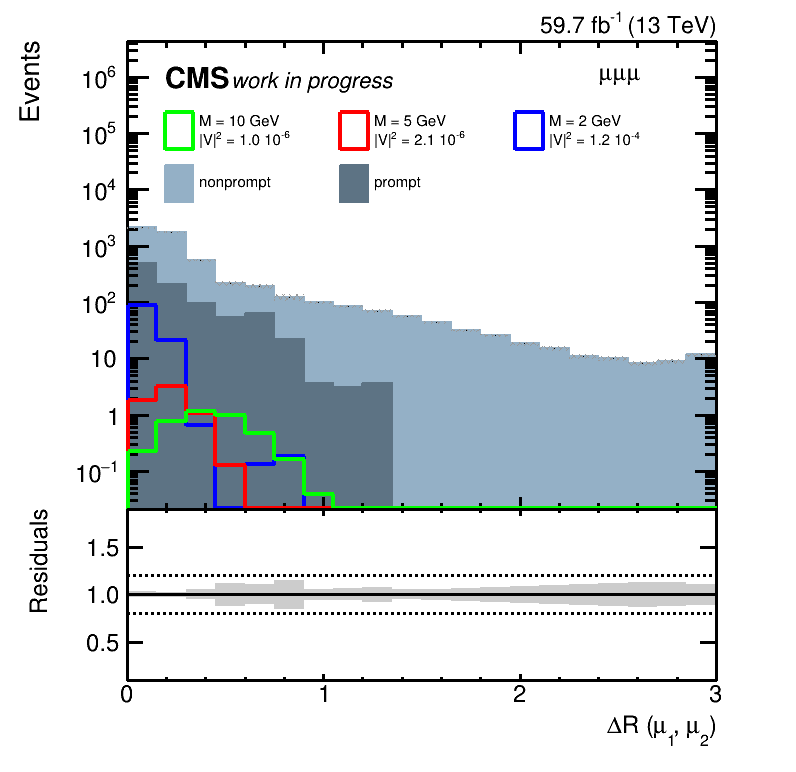 59.7 fb⁻¹ (13 TeV)
Events
CMS work in progress
μμμ
M = 10 GeV
|V|² = 1.0 10⁻⁶
M = 5 GeV
|V|² = 2.1 10⁻⁶
M = 2 GeV
|V|² = 1.2 10⁻⁴
nonprompt
prompt
10⁶
10⁵
10⁴
10³
10²
10
1
10⁻¹
Residuals
1.5
1.0
0.5
0 1 2 3
ΔR (μ₁, μ₂)